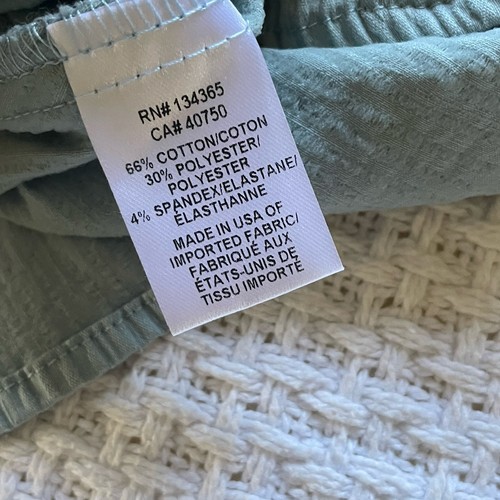 RN# 134365
CA# 40750
66% COTTON/COTON
30% POLYESTER/
POLYESTER
4% SPANDEX/ELASTANE/
ÉLASTHANNE
MADE IN USA OF
IMPORTED FABRIC/
FABRIQUÉ AUX
ÉTATS-UNIS DE
TISSU IMPORTÉ